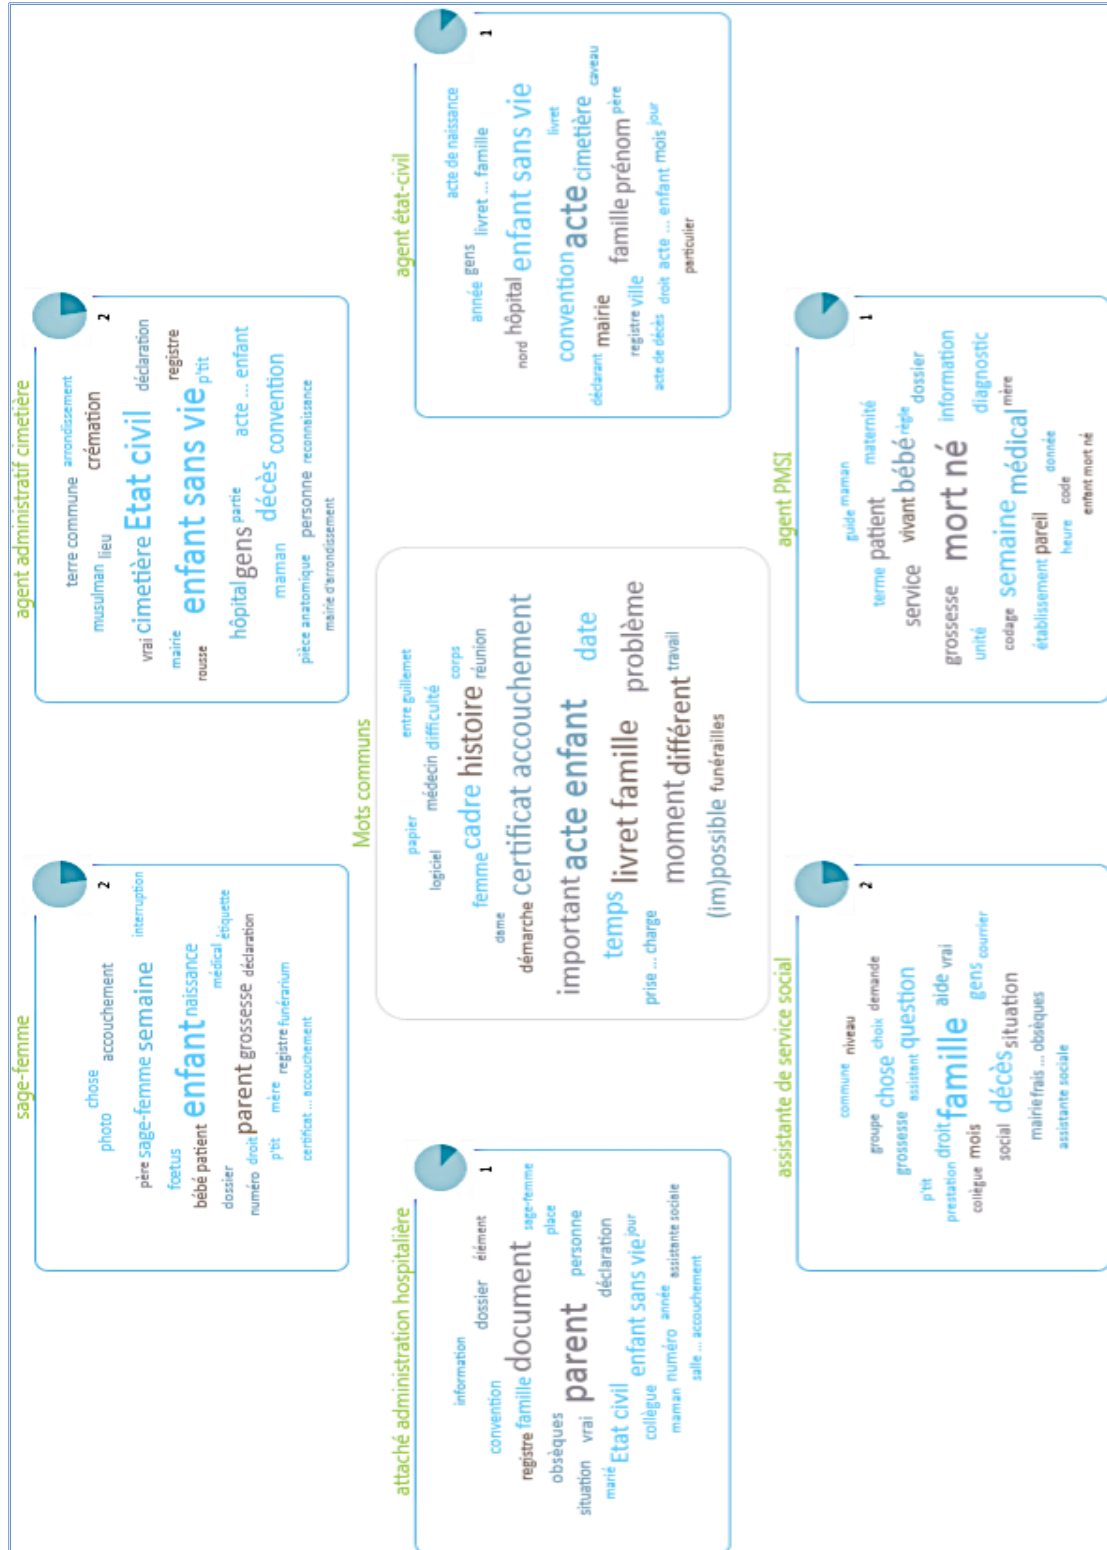 sage-femme
2
photo chose
accouchement
interruption
père sage-femme semaine
fœtus
bébé patient enfant naissance
médical
étiquette
dossier
numéro droit parent grossesse déclaration
p'tit mère registre funérarium
certificat ... accouchement
agent administratif cimetière
2
terre commune arrondissement
musulman lieu crémation
vrai cimetière Etat civil déclaration
mairie
rousse enfant sans vie p'tit registre
hôpital gens partie acte ... enfant
maman décès convention
pièce anatomique personne reconnaissance
mairie d'arrondissement
attaché administration hospitalière
1
information
convention dossier élément
registre famille document sage-femme
obsèques place
situation vrai parent personne
marié Etat civil déclaration
collègue enfant sans vie jour
maman numéro année assistante sociale
salle ... accouchement
Mots communs
papier entre guillemet
logiciel médecin difficulté corps
femme cadre histoire réunion
dame
démarche certificat accouchement
important acte enfant date
temps livret famille problème
prise ... charge moment différent travail
(im)possible funérailles
agent état-civil
1
acte de naissance
année gens
livret ... famille
nord hôpital enfant sans vie
convention livret
déclarant mairie acte cimetière caveau
famille prénom père
registre ville
acte de décès droit acte ... enfant mois jour
particulier
assistante de service social
2
commune niveau
groupe choix demande
grossesse chose
assistant question
p'tit
prestation droit famille aide vrai
collègue mois gens courrier
social décès situation
mairie frais ... obsèques
assistante sociale
agent PMSI
1
guide maman
terme patient maternité
service vivant bébé règle dossier
grossesse mort né information
unité diagnostic
codage semaine médical mère
établissement pareil donnée
heure code
enfant mort né